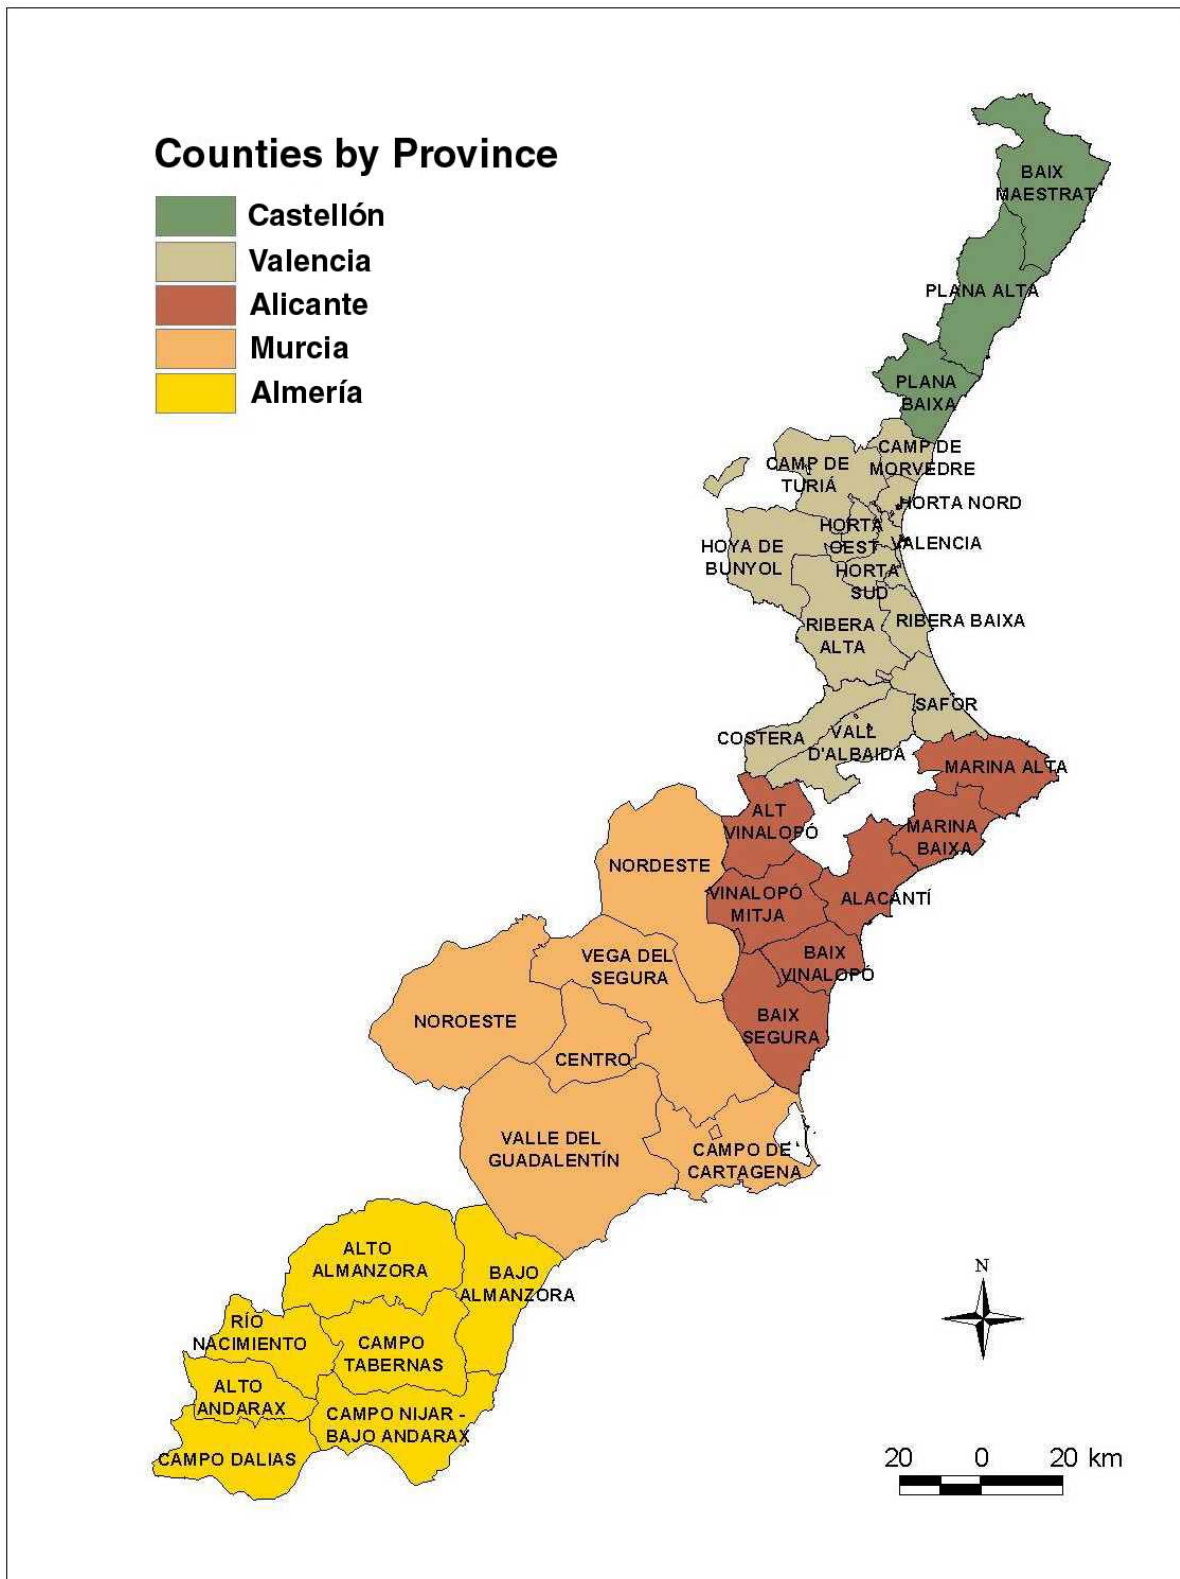 Counties by Province
Castellón
Valencia
Alicante
Murcia
Almería
BAIX
MAESTRAT
PLANA ALTA
PLANA
BAIXA
CAMP DE
MORVEDRE
CAMP DE
TURIÁ
HORTA NORD
HORTA
OEST
VALENCIA
HOYA DE
BUNYOL
HORTA
SUD
RIBERA BAIXA
RIBERA
ALTA
SAFOR
COSTERA
VALL
D'ALBAIDA
MARINA ALTA
ALT
VINALOPÓ
MARINA
BAIXA
NORDESTE
VINALOPÓ
MITJA
ALACANTÍ
VEGA DEL
SEGURA
BAIX
VINALOPÓ
NOROESTE
BAIX
SEGURA
CENTRO
VALLE DEL
GUADALENTÍN
CAMPO DE
CARTAGENA
ALTO
ALMANZORA
BAJO
ALMANZORA
RÍO
NACIMIENTO
CAMPO
TABERNAS
ALTO
ANDARAX
CAMPO NIJAR -
BAJO ANDARAX
CAMPO DALIAS
N
20 0 20 km